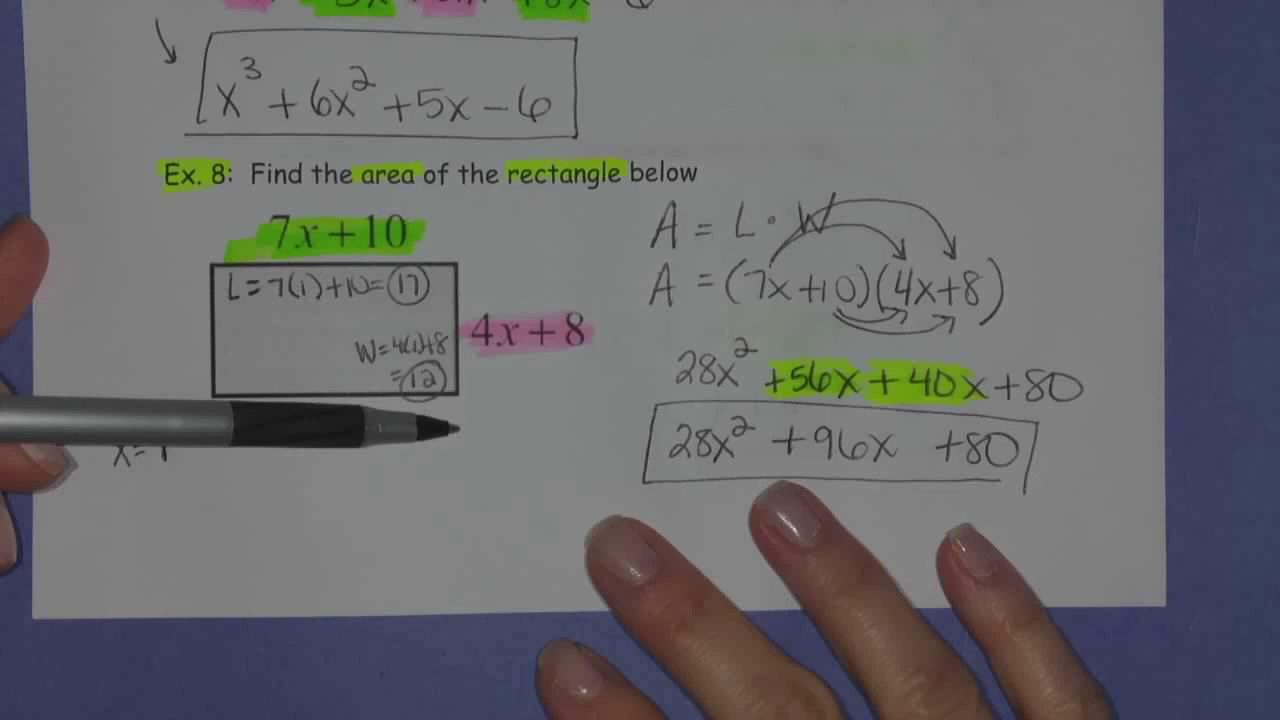 x³ + 6x² + 5x - 6
Ex. 8: Find the area of the rectangle below
7x + 10
L = 7(1) + 10 = 17
W = 4(1) + 8
= 12
4x + 8
x = 1
A = L · W
A = (7x + 10)(4x + 8)
28x² + 56x + 40x + 80
28x² + 96x + 80